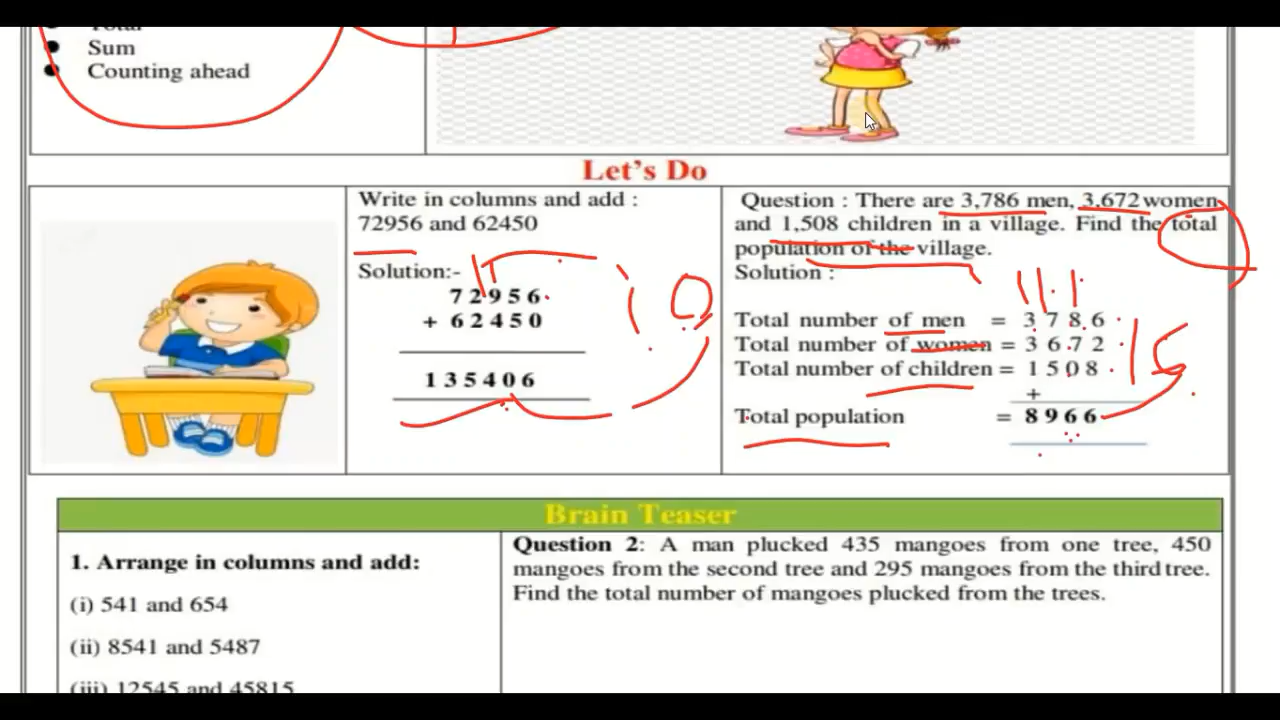 Total
Sum
Counting ahead
Let's Do
Write in columns and add :
72956 and 62450
Solution:-
7 2 9 5 6
+ 6 2 4 5 0
1 3 5 4 0 6
10
Question : There are 3,786 men, 3,672 women
and 1,508 children in a village. Find the total
population of the village.
Solution :
Total number of men = 3 7 8 6
Total number of women = 3 6 7 2
Total number of children = 1 5 0 8
+
Total population = 8 9 6 6
Brain Teaser
1. Arrange in columns and add:
(i) 541 and 654
(ii) 8541 and 5487
(iii) 12545 and 45815
Question 2: A man plucked 435 mangoes from one tree, 450
mangoes from the second tree and 295 mangoes from the third tree.
Find the total number of mangoes plucked from the trees.